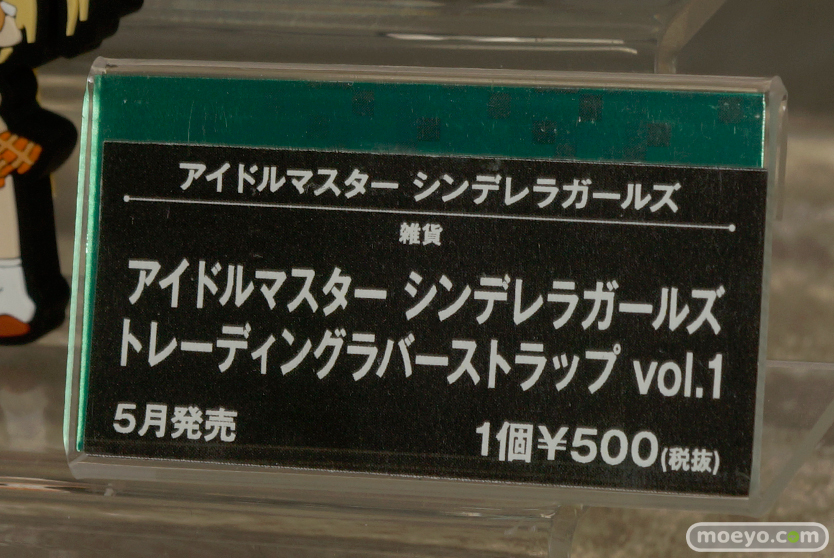 アイドルマスター シンデレラガールズ
雑貨
アイドルマスター シンデレラガールズ
トレーディングラバーストラップ vol.1
5月発売
1個¥500(税抜)
moeyo.com